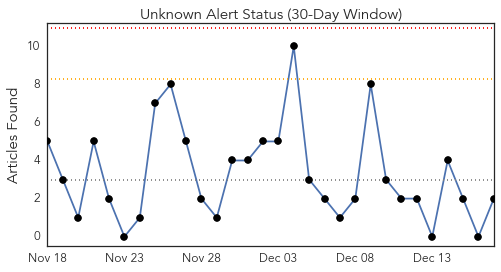 Unknown Alert Status (30-Day Window)
Articles Found
10
8
6
4
2
0
Nov 18 Nov 23 Nov 28 Dec 03 Dec 08 Dec 13